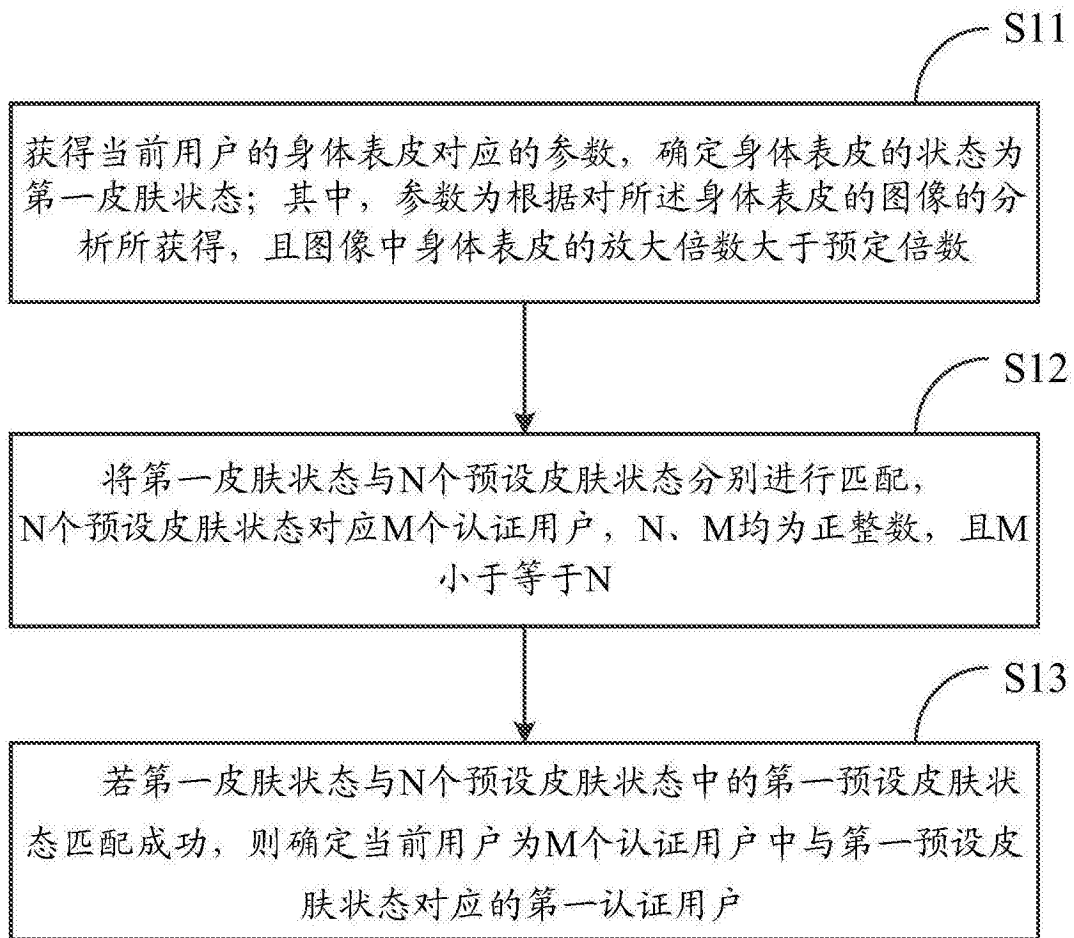 S11
获得当前用户的身体表皮对应的参数，确定身体表皮的状态为
第一皮肤状态；其中，参数为根据对所述身体表皮的图像的分
析所获得，且图像中身体表皮的放大倍数大于预定倍数
S12
将第一皮肤状态与N个预设皮肤状态分别进行匹配，
N个预设皮肤状态对应M个认证用户，N、M均为正整数，且M
小于等于N
S13
若第一皮肤状态与N个预设皮肤状态中的第一预设皮肤状
态匹配成功，则确定当前用户为M个认证用户中与第一预设皮
肤状态对应的第一认证用户